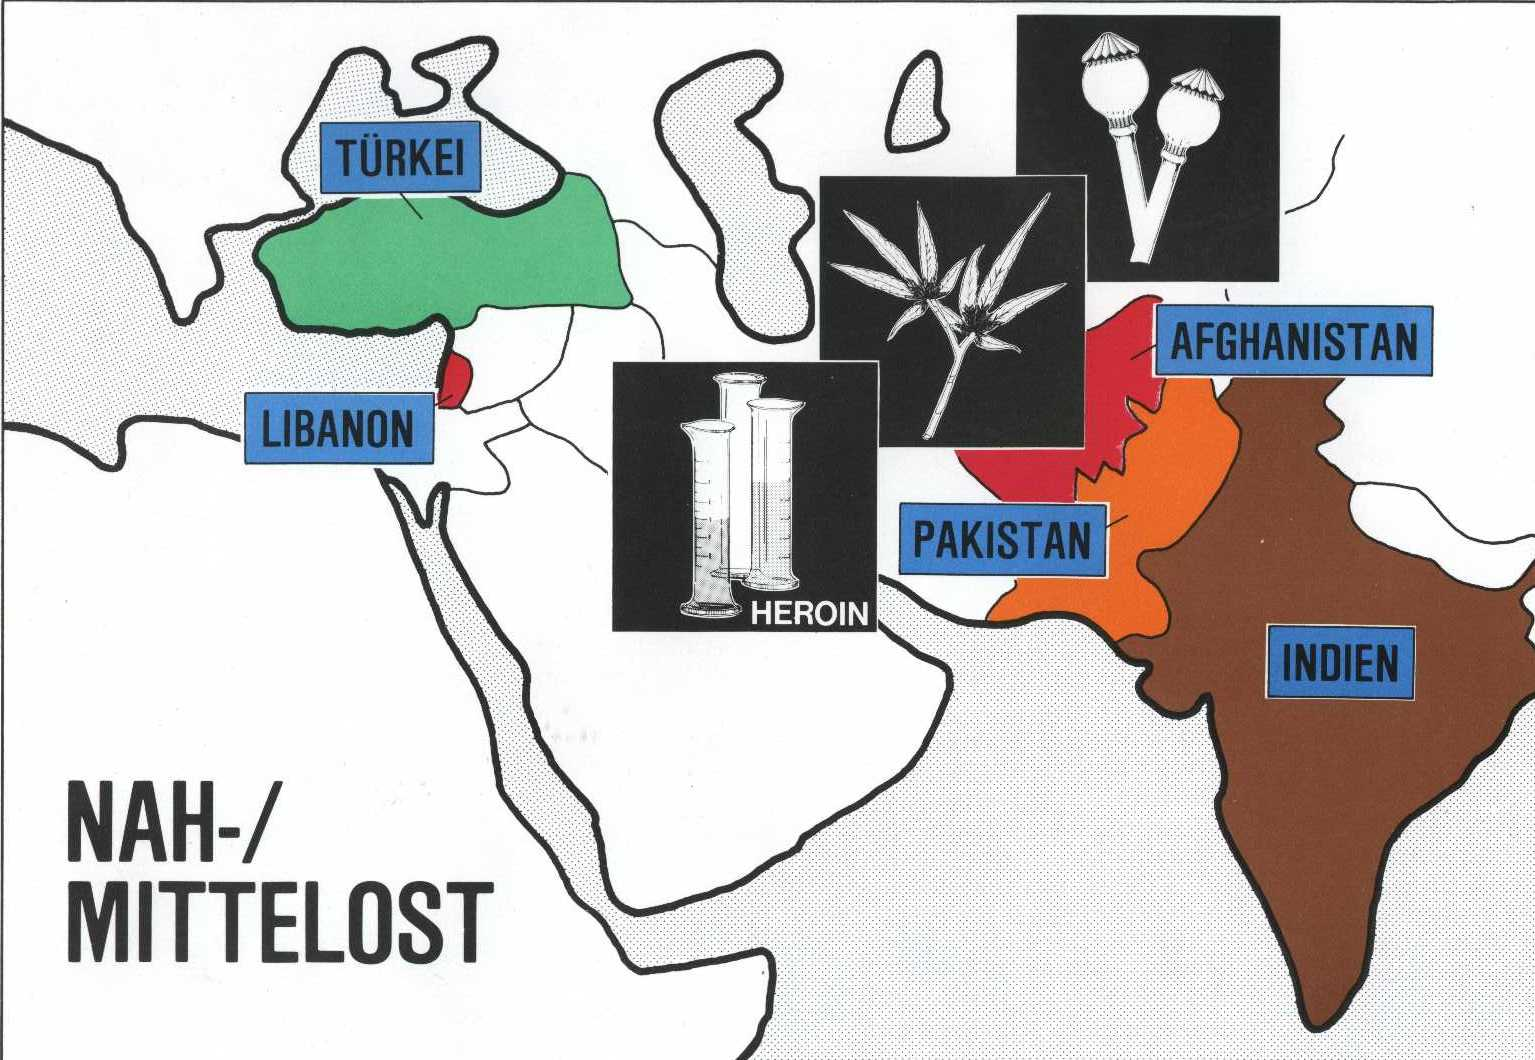 TÜRKEI
AFGHANISTAN
LIBANON
PAKISTAN
HEROIN
INDIEN
NAH-/
MITTELOST